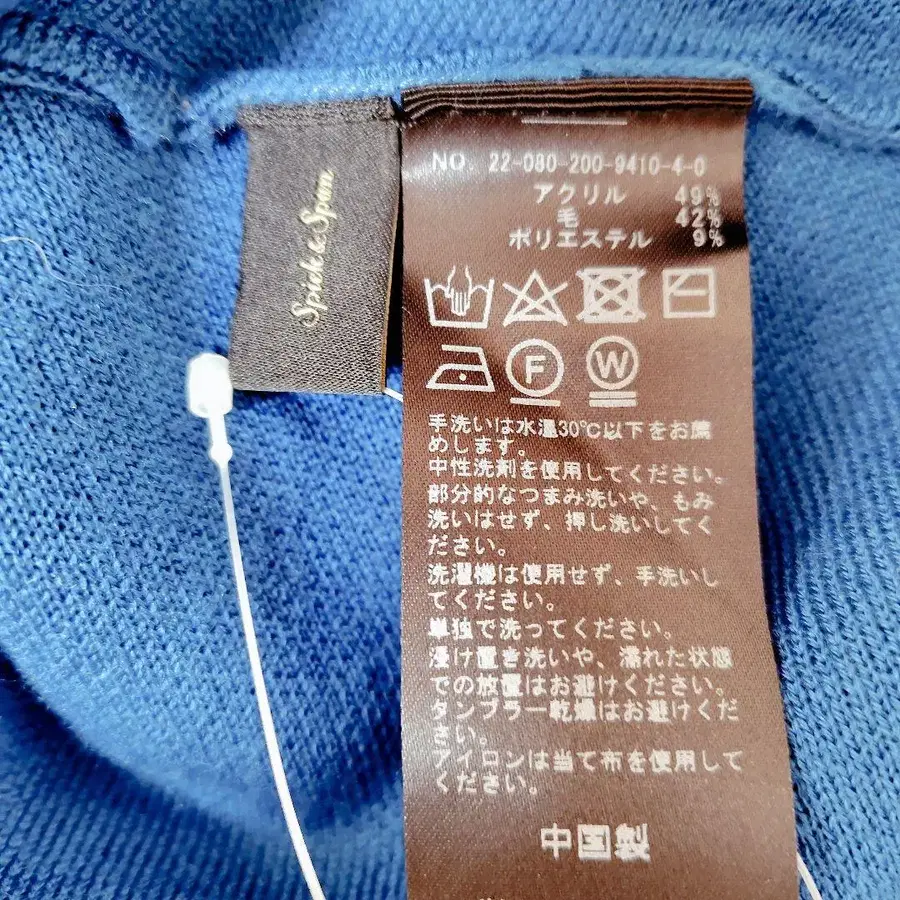 Spick & Span
NO 22-080-200-9410-4-0
アクリル 49%
毛 42%
ポリエステル 9%
F W
手洗いは水温30℃以下をお薦
めします。
中性洗剤を使用してください。
部分的なつまみ洗いや、もみ
洗いはせず、押し洗いしてく
ださい。
洗濯機は使用せず、手洗いし
てください。
単独で洗ってください。
浸け置き洗いや、濡れた状態
での放置はお避けください。
タンブラー乾燥はお避けくだ
さい。
アイロンは当て布を使用して
ください。
中国製